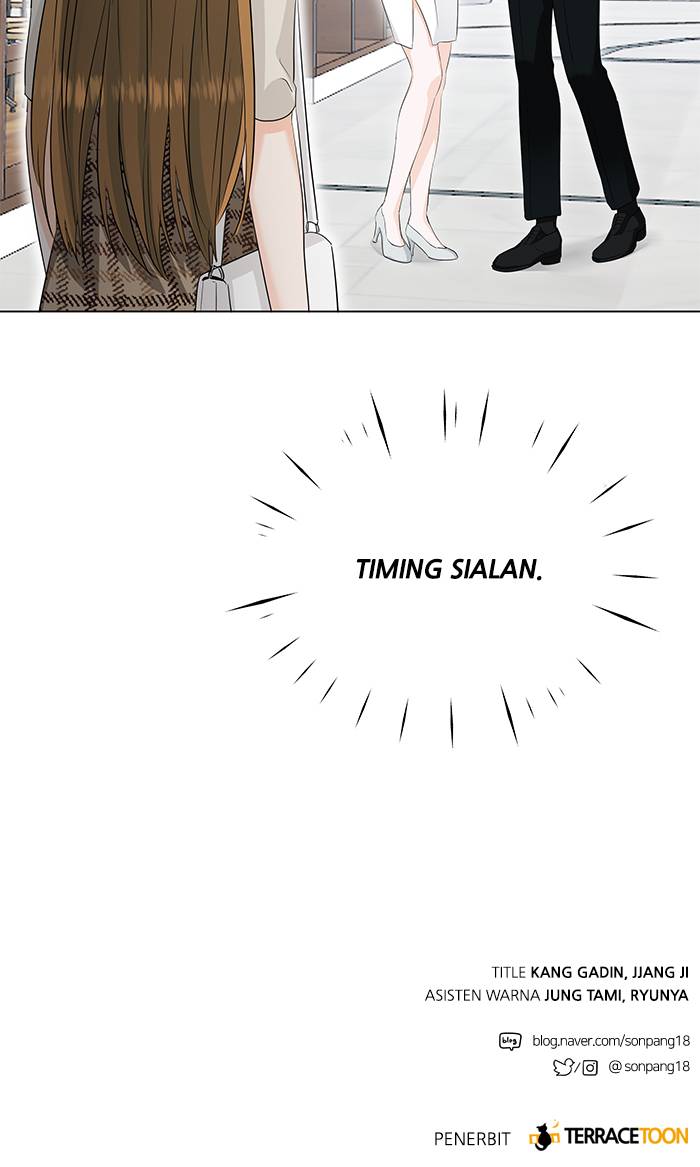 TIMING SIALAN.
TITLE KANG GADIN, JJANG JI
ASISTEN WARNA JUNG TAMI, RYUNYA
blog blog.naver.com/sonpang18
@sonpang18
PENERBIT TERRACETOON